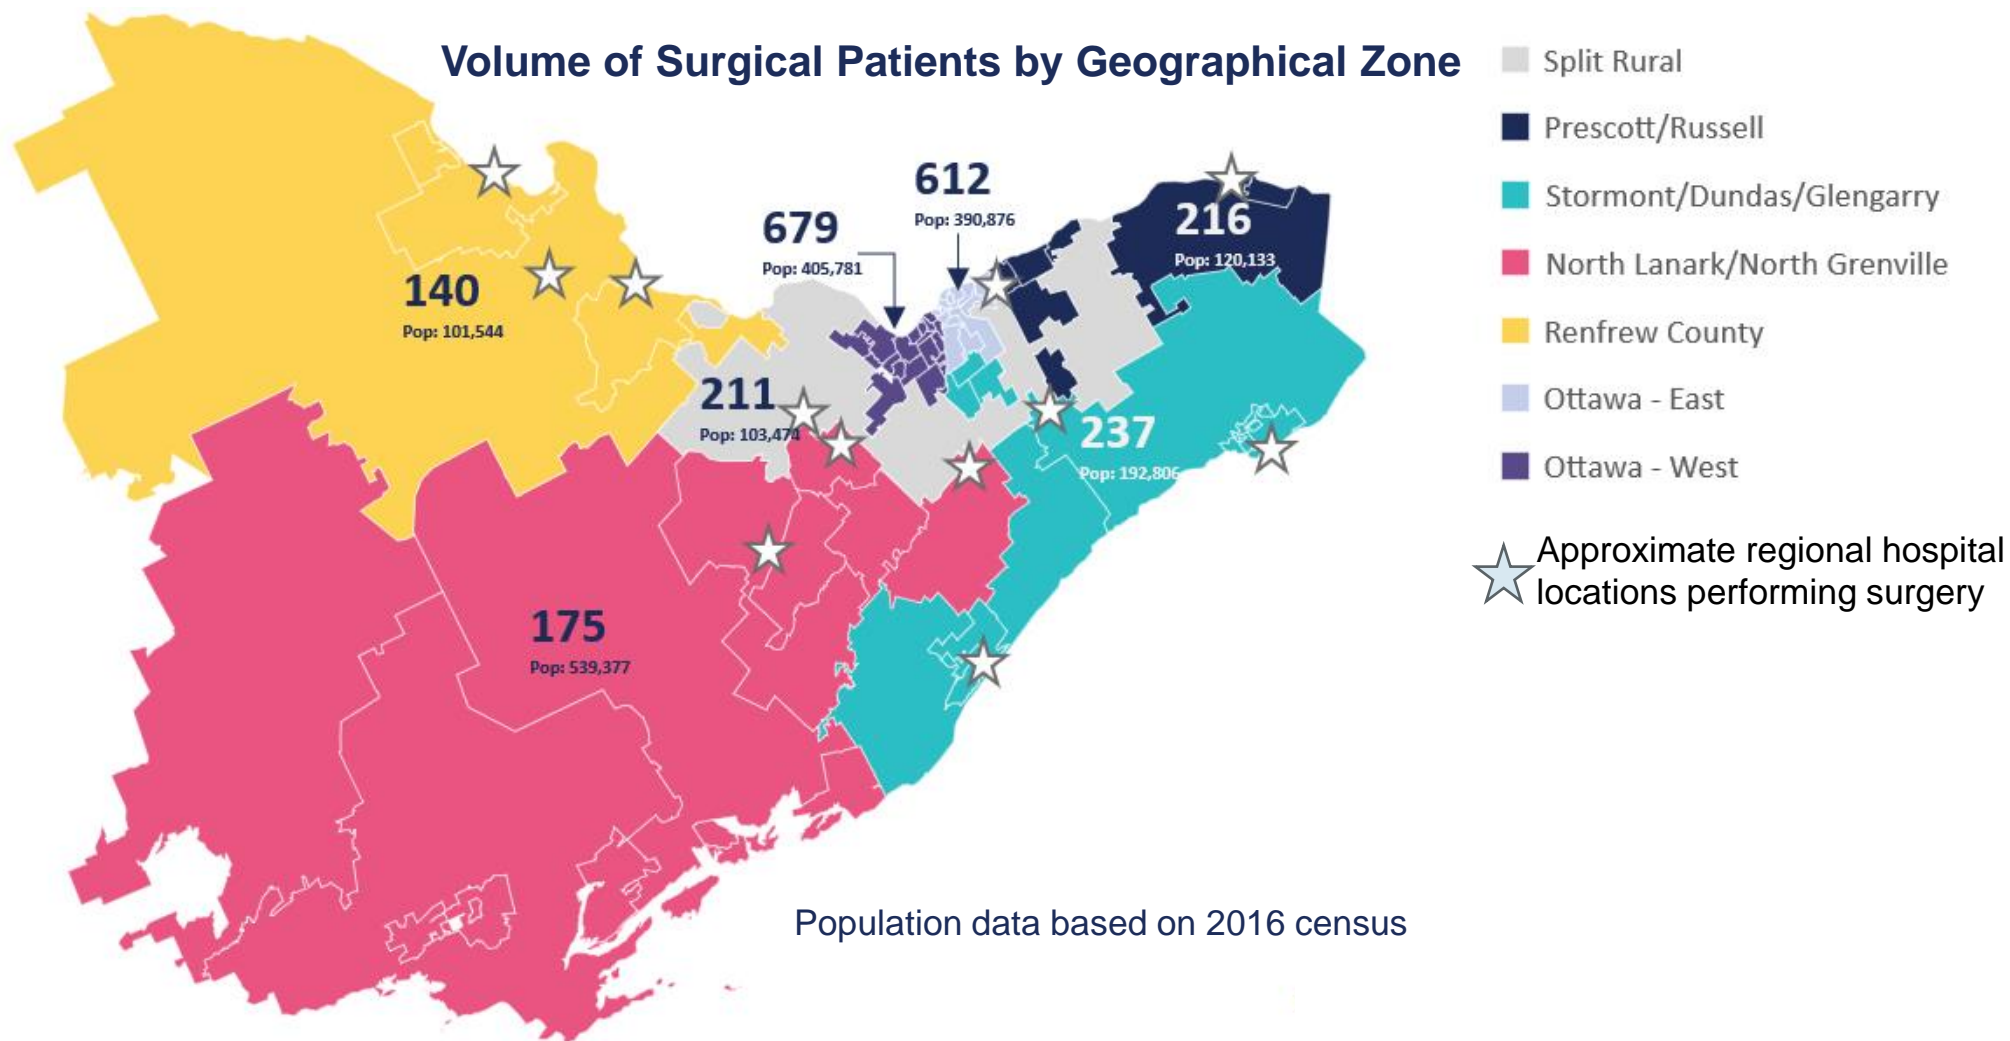 Volume of Surgical Patients by Geographical Zone
Split Rural
Prescott/Russell
Stormont/Dundas/Glengarry
North Lanark/North Grenville
Renfrew County
Ottawa - East
Ottawa - West
Approximate regional hospital
locations performing surgery
612
Pop: 390,876
679
Pop: 405,781
216
Pop: 120,133
140
Pop: 101,544
211
Pop: 103,474
237
Pop: 192,806
175
Pop: 539,377
Population data based on 2016 census